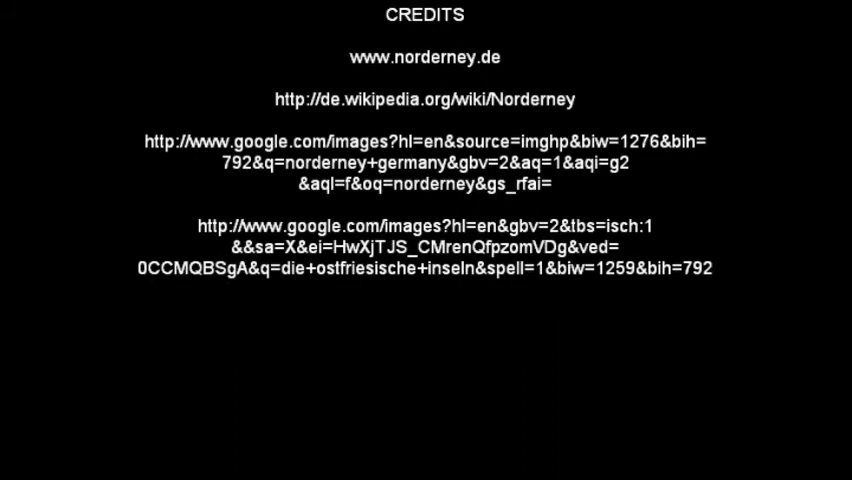 CREDITS
www.norderney.de
http://de.wikipedia.org/wiki/Norderney
http://www.google.com/images?hl=en&source=imghp&biw=1276&bih=
792&q=norderney+germany&gbv=2&aq=1&aqi=g2
&aql=f&oq=norderney&gs_rfai=
http://www.google.com/images?hl=en&gbv=2&tbs=isch:1
&&sa=X&ei=HwXjTJS_CMrenQfpzomVDg&ved=
0CCMQBSgA&q=die+ostfriesische+inseln&spell=1&biw=1259&bih=792